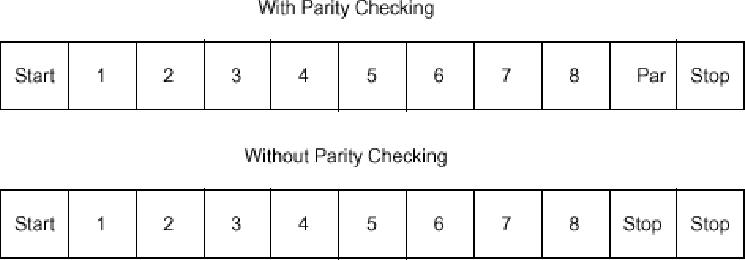 With Parity Checking
Start 1 2 3 4 5 6 7 8 Par Stop
Without Parity Checking
Start 1 2 3 4 5 6 7 8 Stop Stop